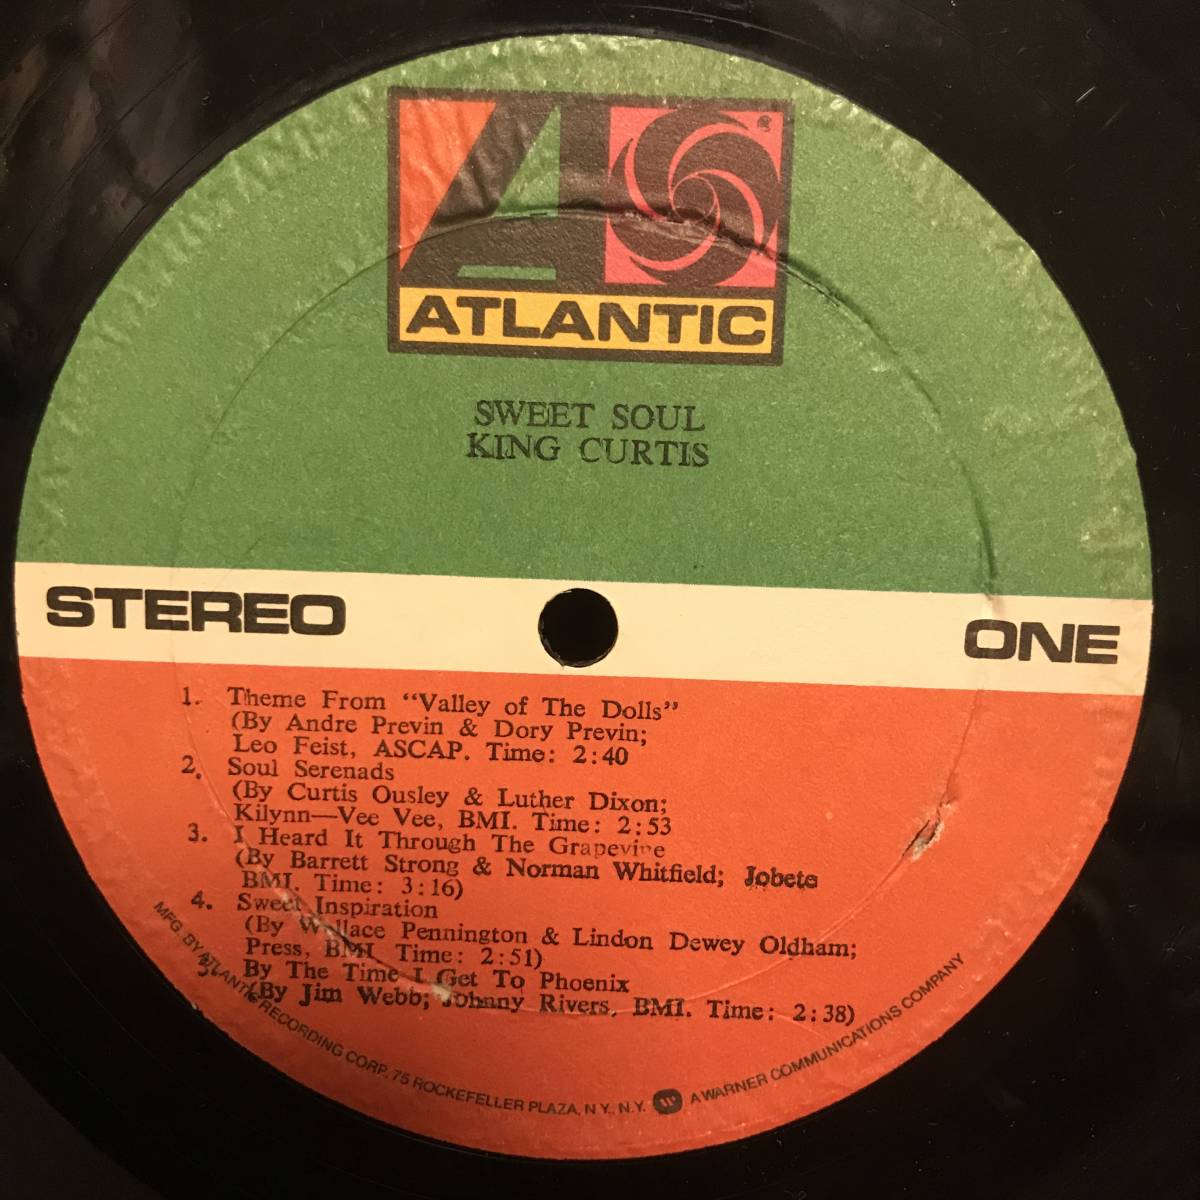 ATLANTIC
SWEET SOUL
KING CURTIS
STEREO
ONE
1. Theme From “Valley of The Dolls”
(By Andre Previn & Dory Previn;
Leo Feist, ASCAP. Time: 2:40
2. Soul Serenads
(By Curtis Ousley & Luther Dixon;
Kilynn—Vee Vee, BMI. Time: 2:53
3. I Heard It Through The Grapevine
(By Barrett Strong & Norman Whitfield; Jobete
BMI. Time: 3:16)
4. Sweet Inspiration
(By Wallace Pennington & Lindon Dewey Oldham;
Press, BMI. Time: 2:51)
5. By The Time I Get To Phoenix
(By Jim Webb; Johnny Rivers, BMI. Time: 2:38)
MFG. BY ATLANTIC RECORDING CORP. 75 ROCKEFELLER PLAZA, N.Y., N.Y. A WARNER COMMUNICATIONS COMPANY